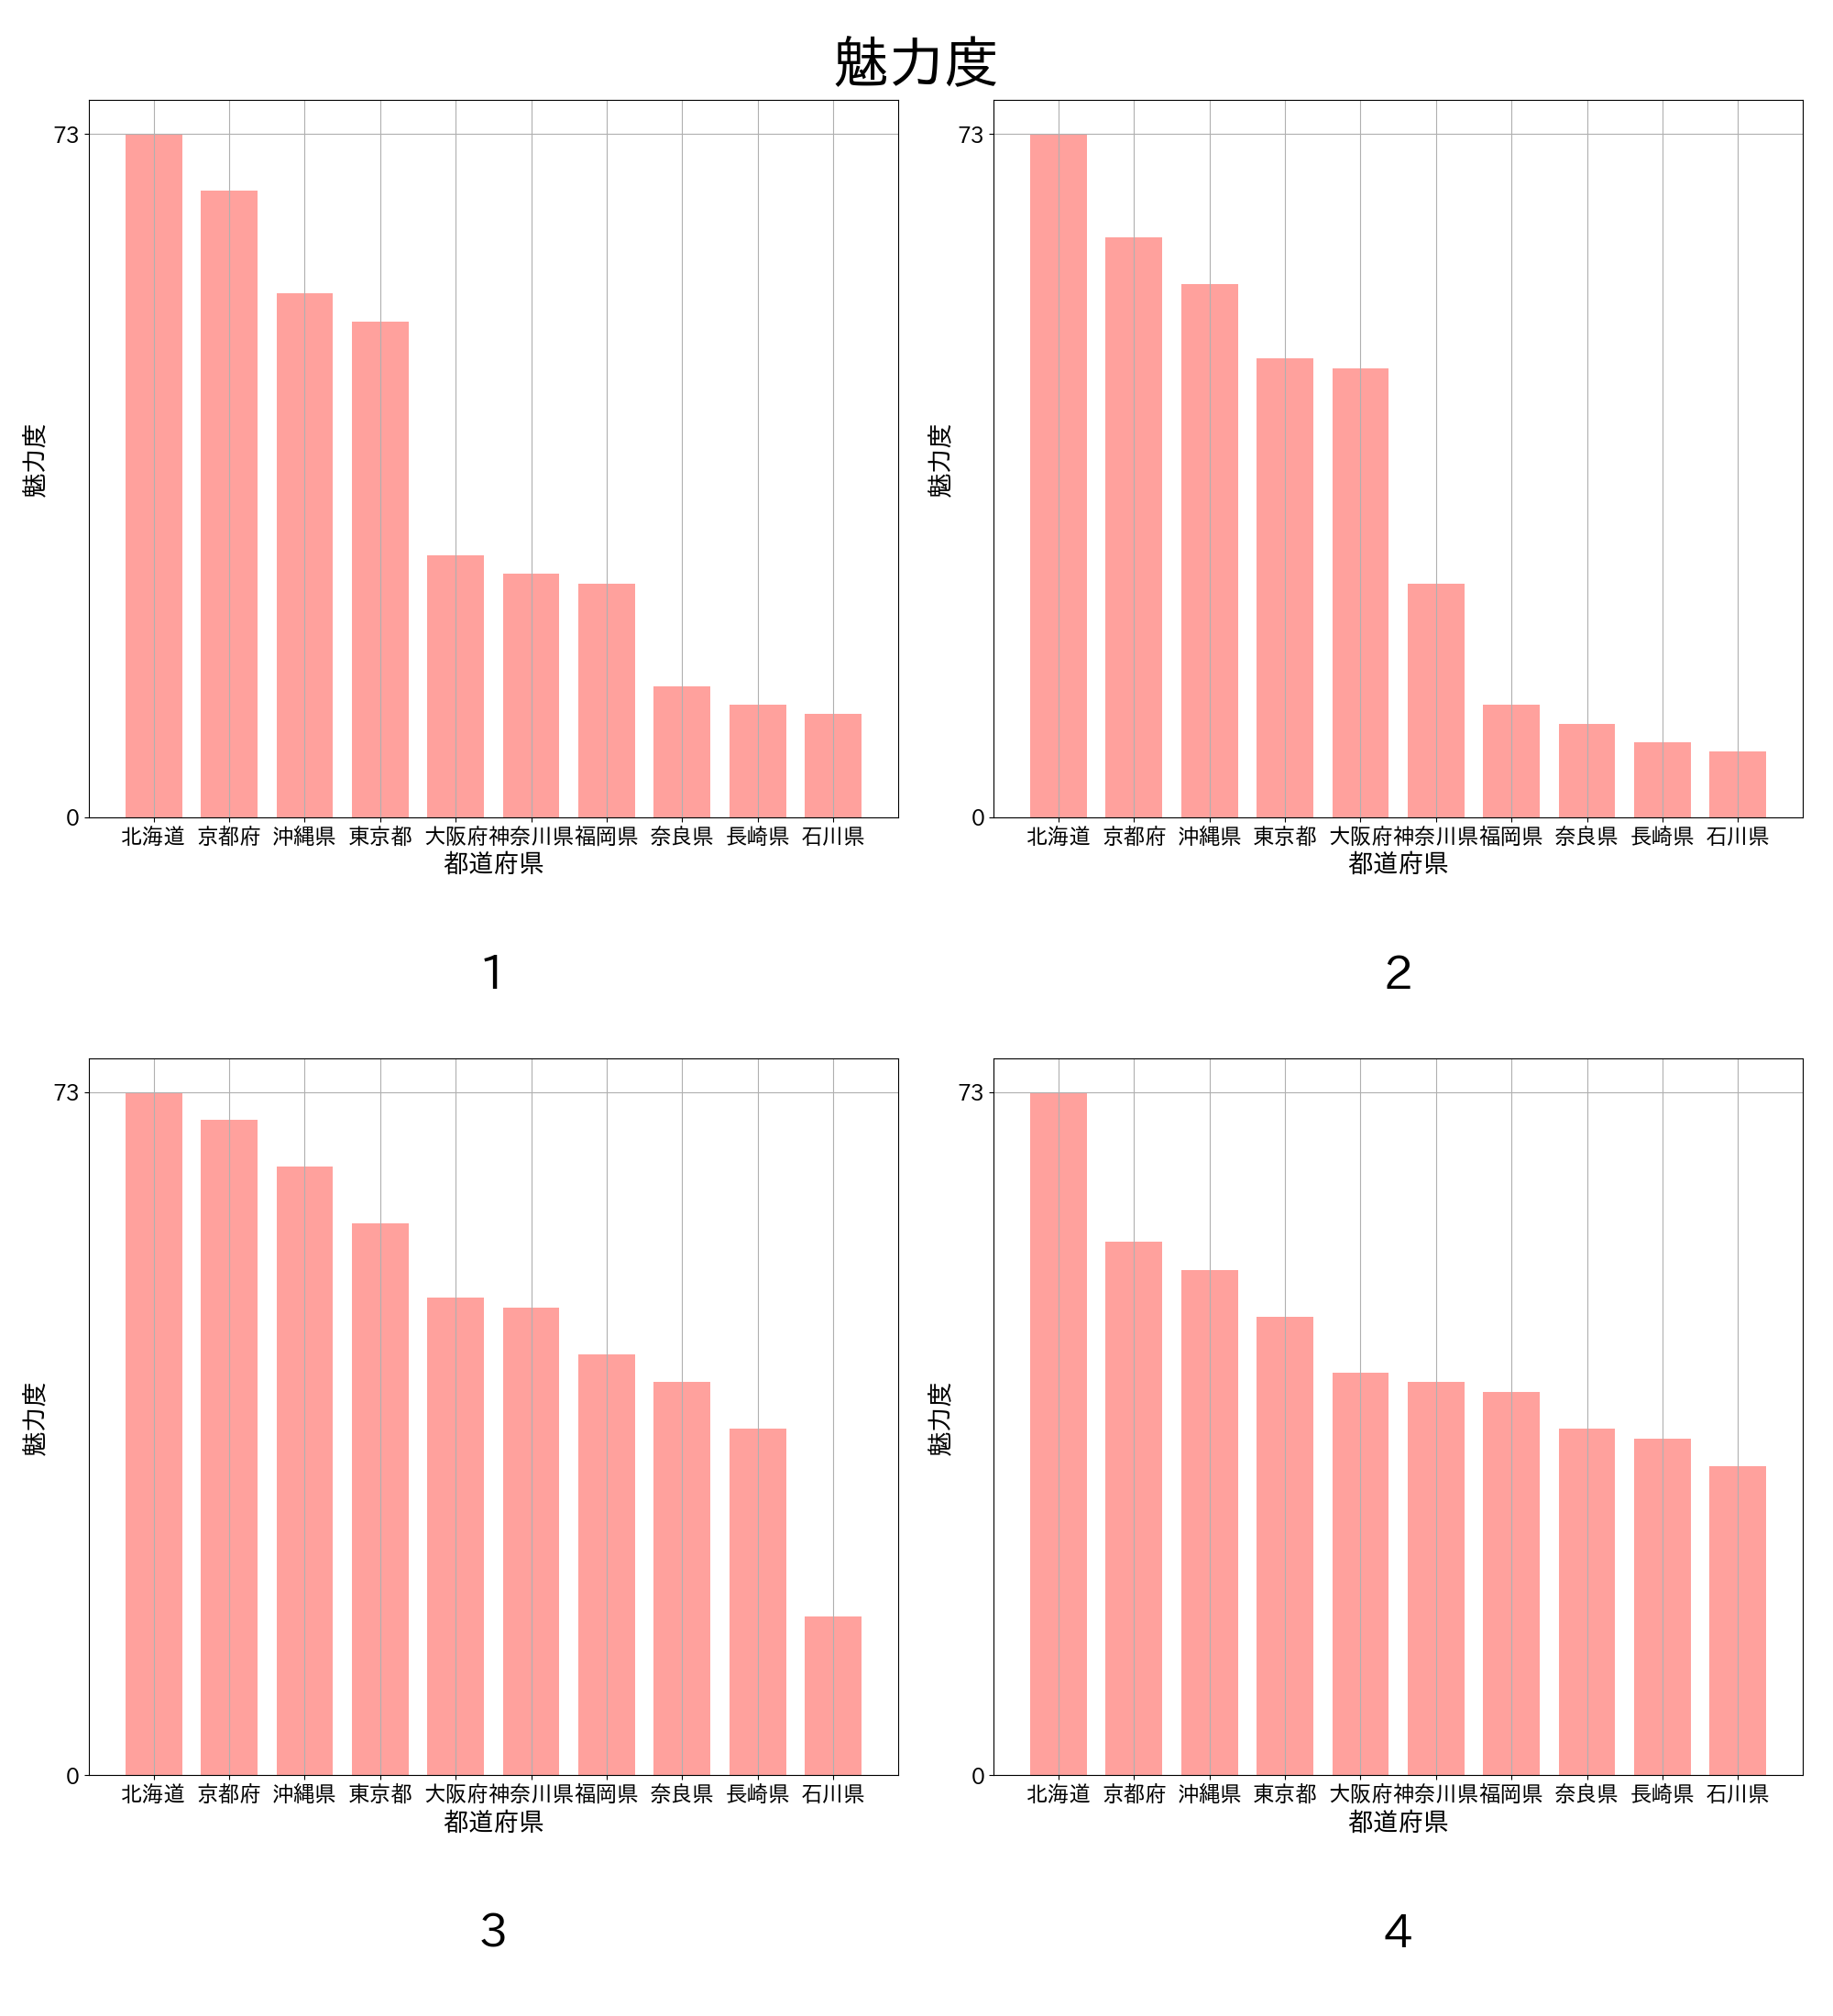 魅力度
73
0
魅力度
北海道 京都府 沖縄県 東京都 大阪府 神奈川県 福岡県 奈良県 長崎県 石川県
都道府県
1
73
0
魅力度
北海道 京都府 沖縄県 東京都 大阪府 神奈川県 福岡県 奈良県 長崎県 石川県
都道府県
2
73
0
魅力度
北海道 京都府 沖縄県 東京都 大阪府 神奈川県 福岡県 奈良県 長崎県 石川県
都道府県
3
73
0
魅力度
北海道 京都府 沖縄県 東京都 大阪府 神奈川県 福岡県 奈良県 長崎県 石川県
都道府県
4